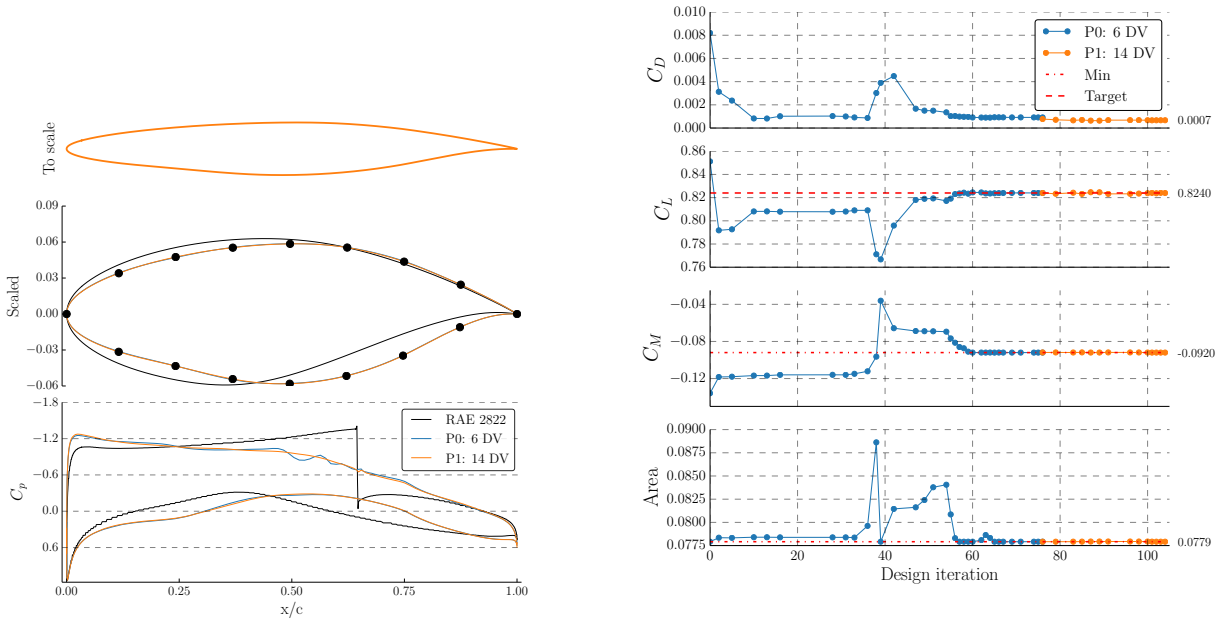 To scale
0.09
0.06
0.03
0.00
−0.03
−0.06
Scaled
−1.8
−1.2
−0.6
0.0
0.6
C_p
RAE 2822
P0: 6 DV
P1: 14 DV
0.00 0.25 0.50 0.75 1.00
x/c
0.010
0.008
0.006
0.004
0.002
0.000
C_D
P0: 6 DV
P1: 14 DV
Min
Target
0.0007
0.86
0.84
0.82
0.80
0.78
0.76
C_L
0.8240
−0.04
−0.08
−0.12
C_M
-0.0920
0.0900
0.0875
0.0850
0.0825
0.0800
0.0775
Area
0.0779
0 20 40 60 80 100
Design iteration